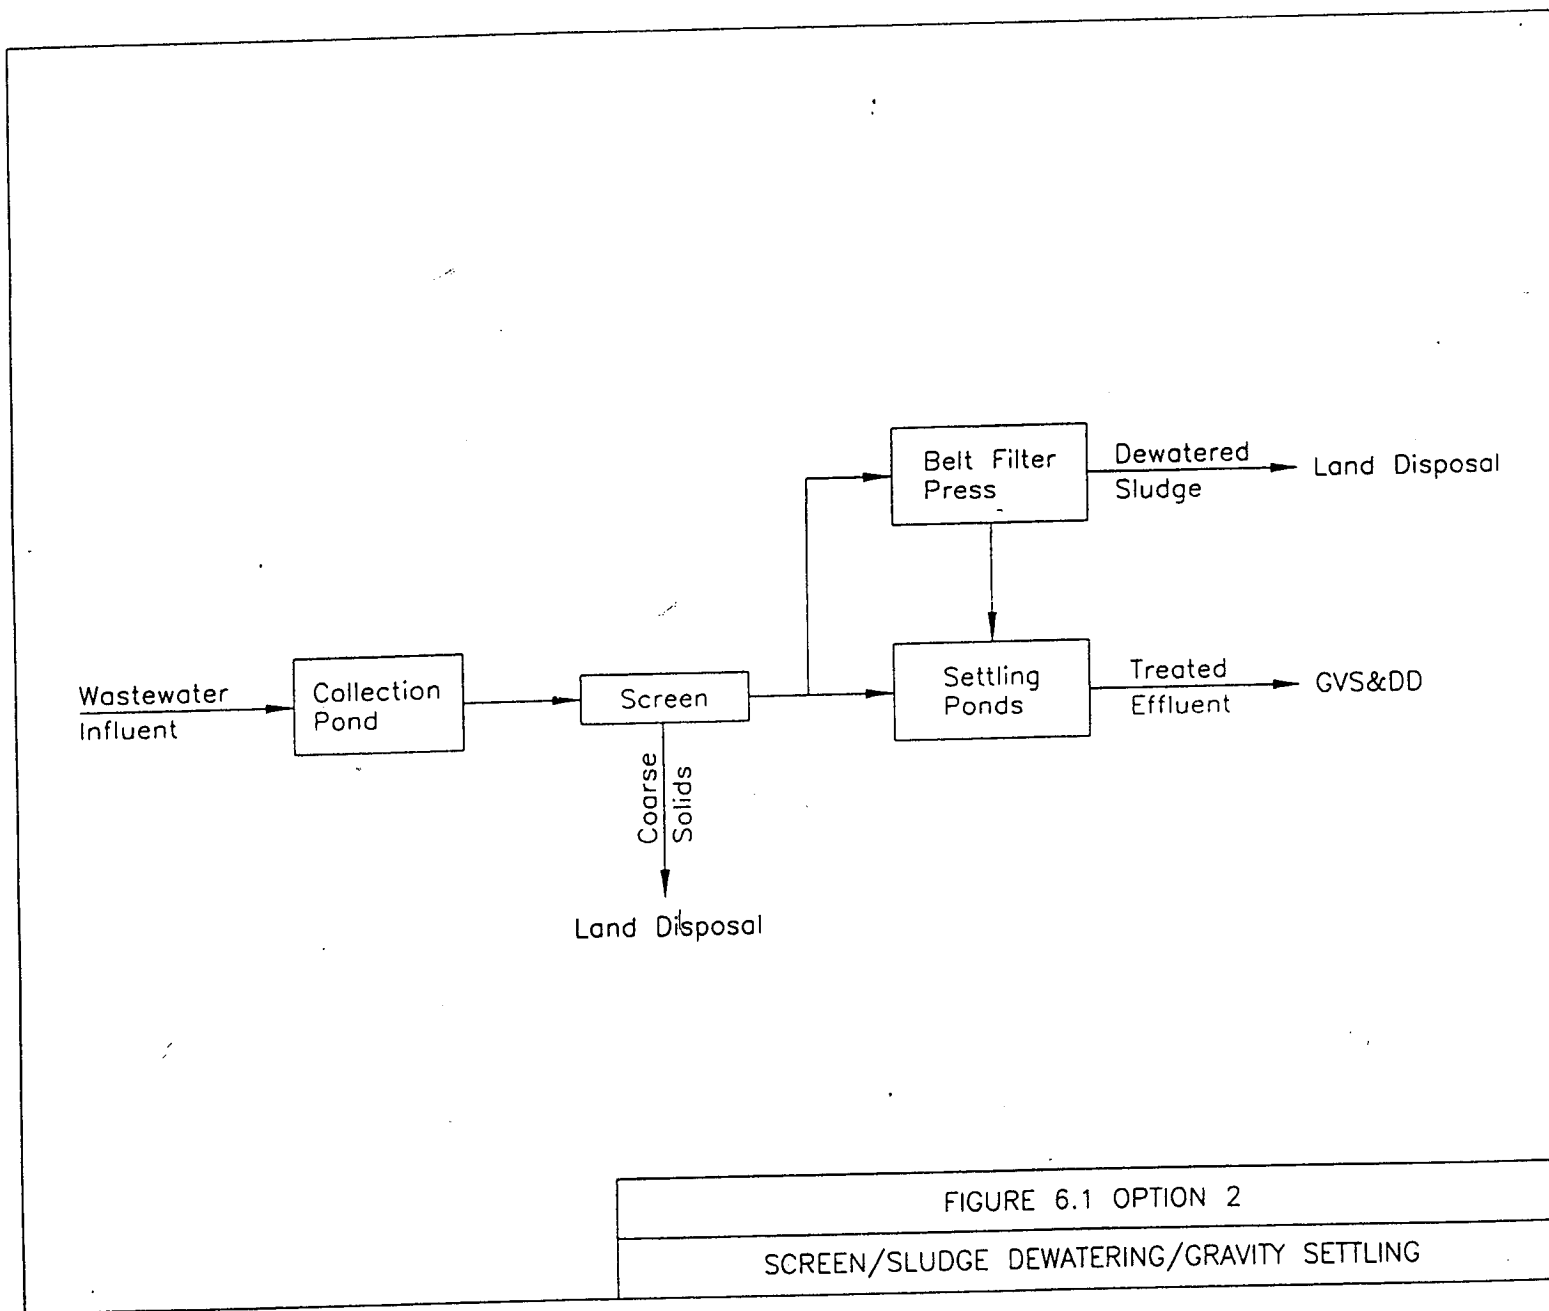 Belt Filter
Press
Dewatered
Sludge
Land Disposal
Wastewater
Influent
Collection
Pond
Screen
Settling
Ponds
Treated
Effluent
GVS&DD
Coarse
Solids
Land Disposal
FIGURE 6.1 OPTION 2
SCREEN/SLUDGE DEWATERING/GRAVITY SETTLING